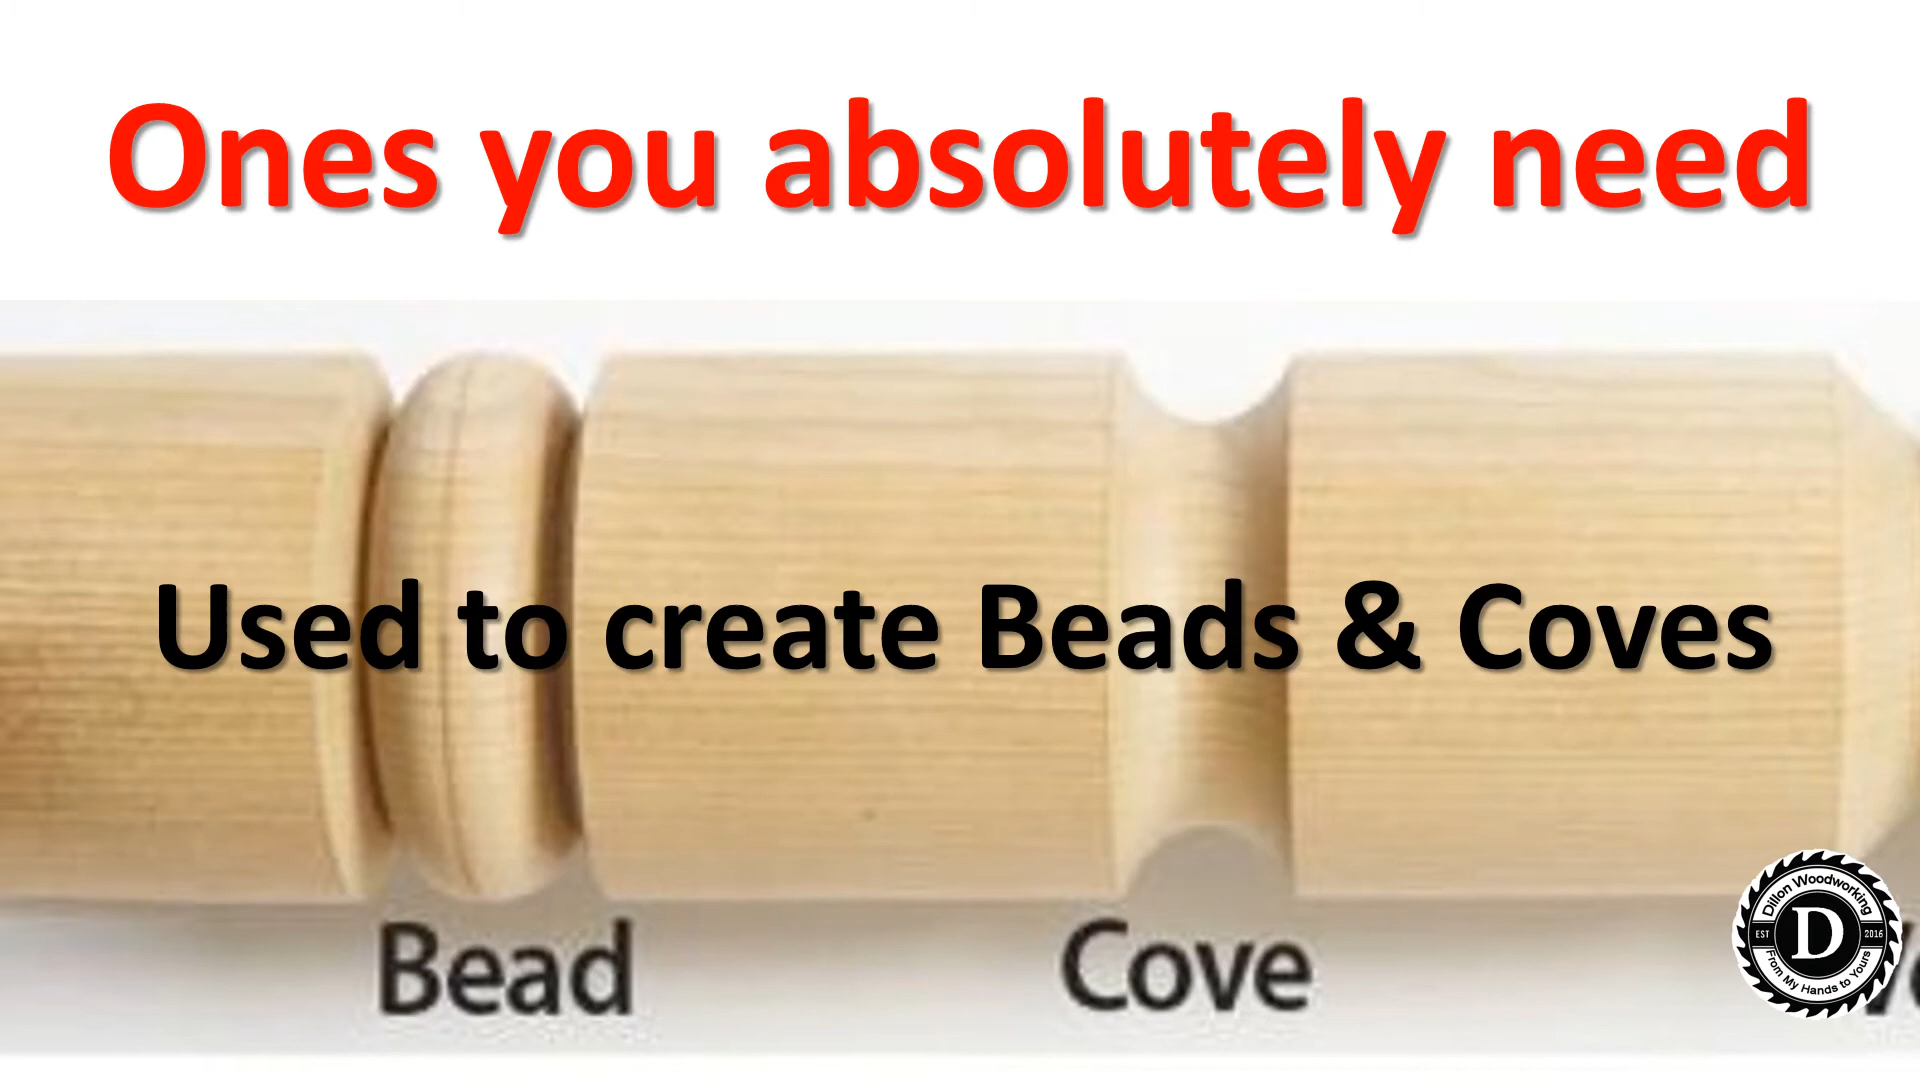 Ones you absolutely need
Used to create Beads & Coves
Bead
Cove
Dillon Woodworking
EST
D
2016
From My Hands to Yours